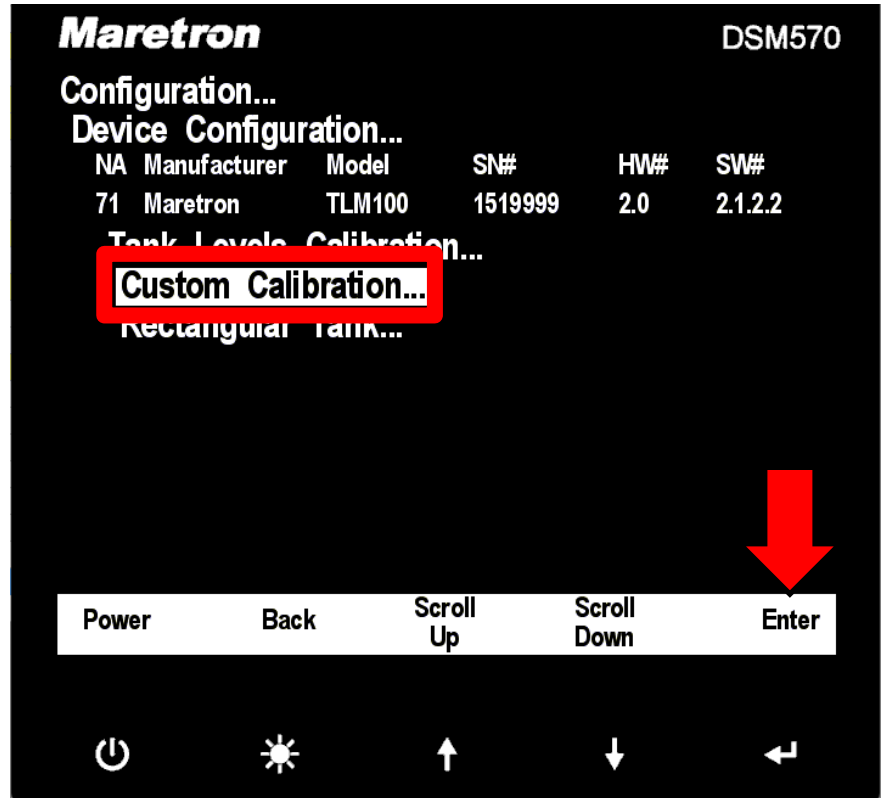 Maretron DSM570
Configuration...
Device Configuration...
NA Manufacturer Model SN# HW# SW#
71 Maretron TLM100 1519999 2.0 2.1.2.2
Tank Levels Calibration...
Custom Calibration...
Rectangular Tank...
Power Back Scroll Up Scroll Down Enter